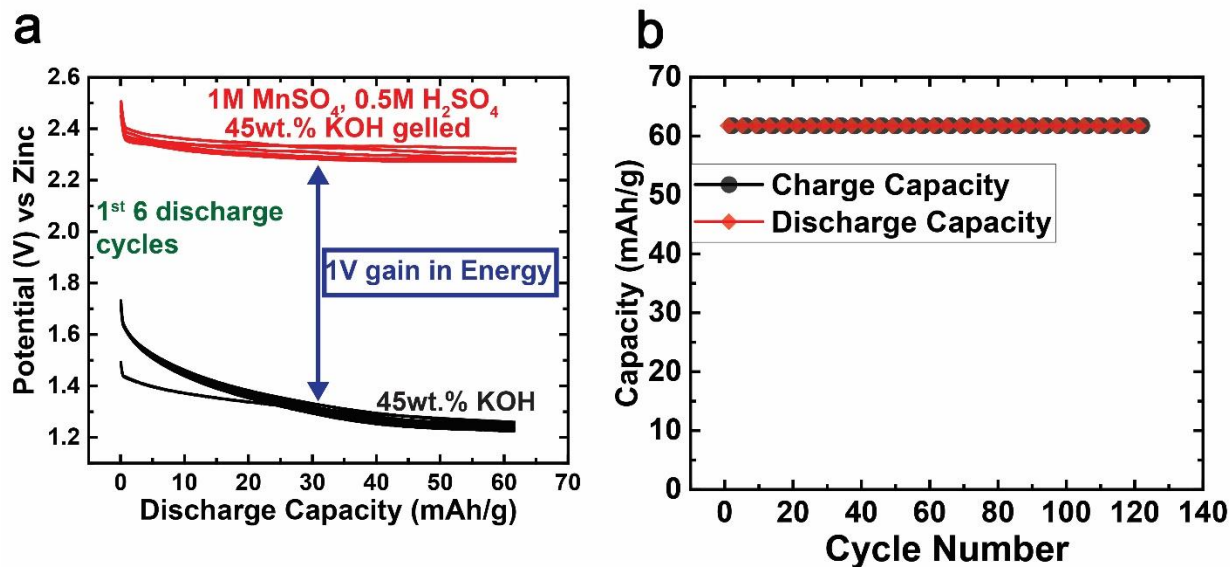 a
2.6
2.4
2.2
2.0
1.8
1.6
1.4
1.2
Potential (V) vs Zinc
1M MnSO4, 0.5M H2SO4
45wt.% KOH gelled
1st 6 discharge
cycles
1V gain in Energy
45wt.% KOH
0 10 20 30 40 50 60 70
Discharge Capacity (mAh/g)
b
70
60
50
40
30
20
10
0
Capacity (mAh/g)
Charge Capacity
Discharge Capacity
0 20 40 60 80 100 120 140
Cycle Number